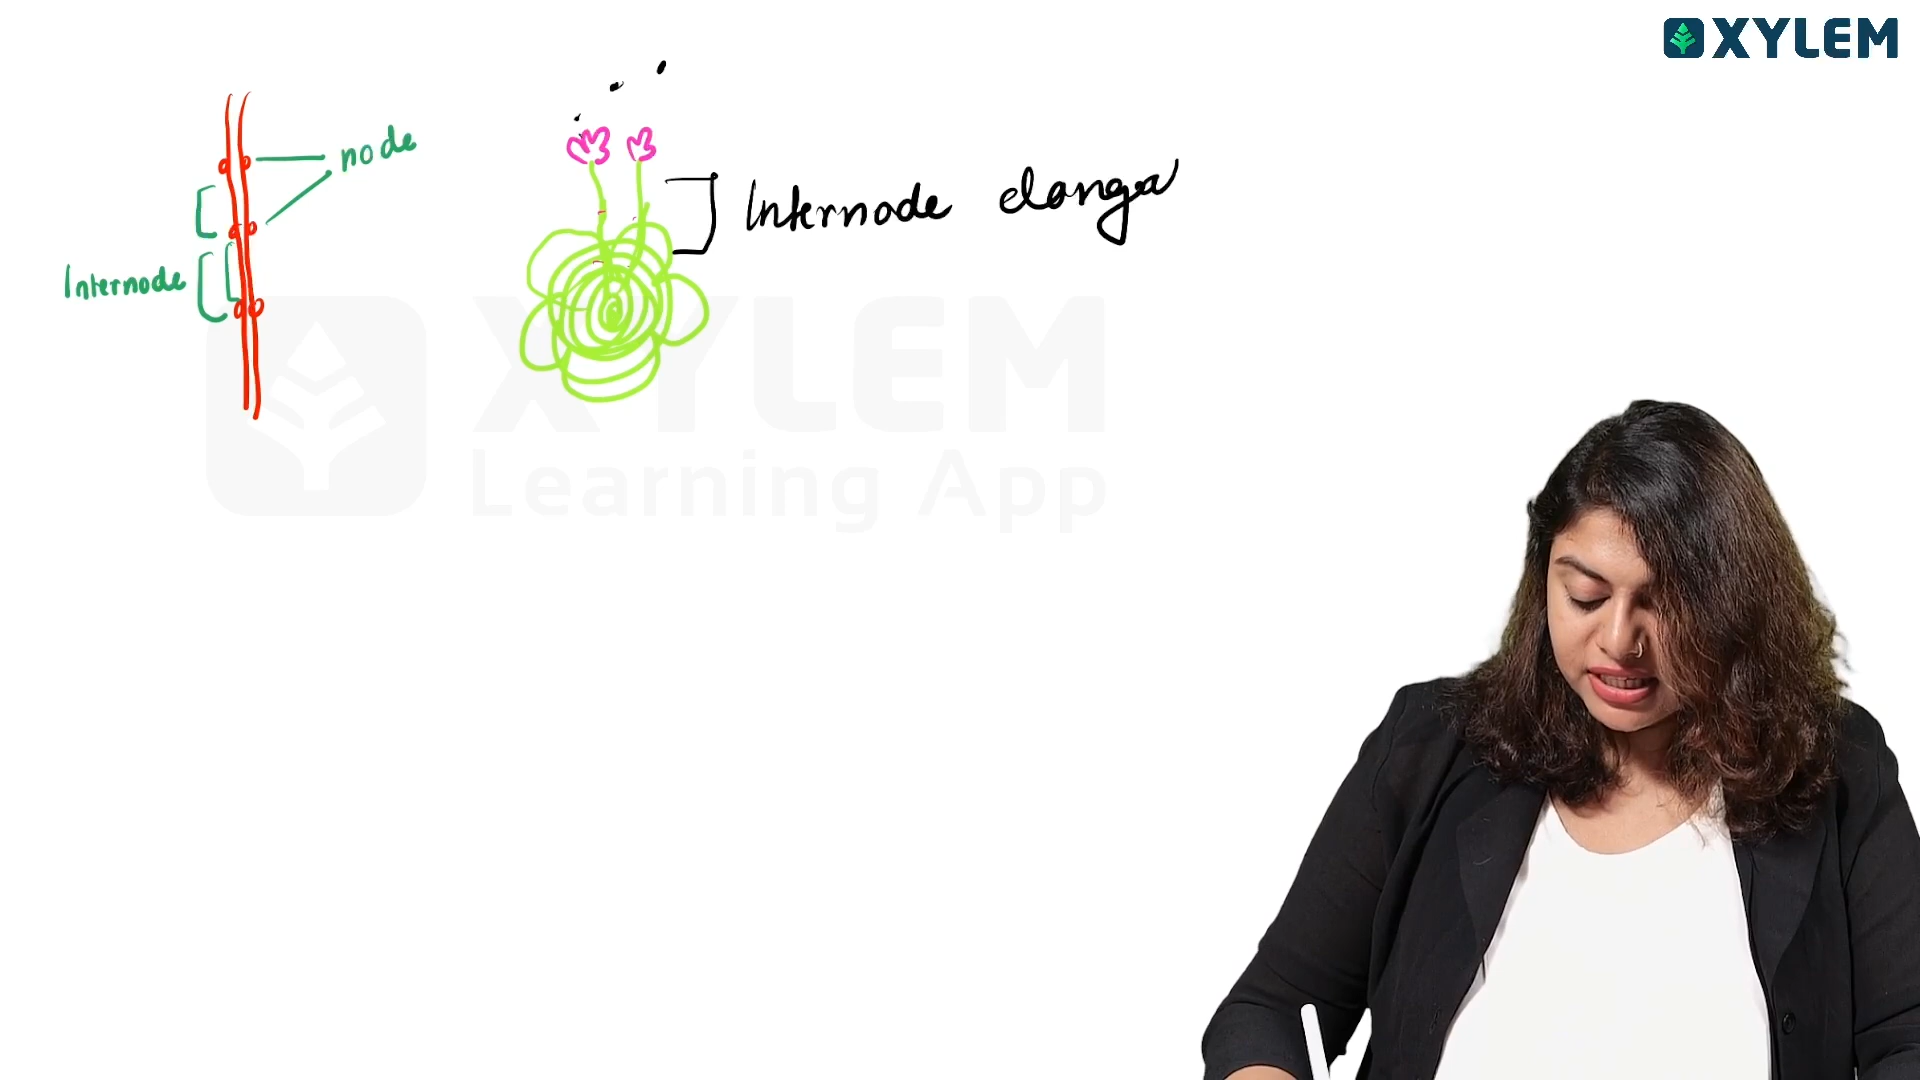 XYLEM
node
Internode elonga
Internode
XYLEM
Learning App